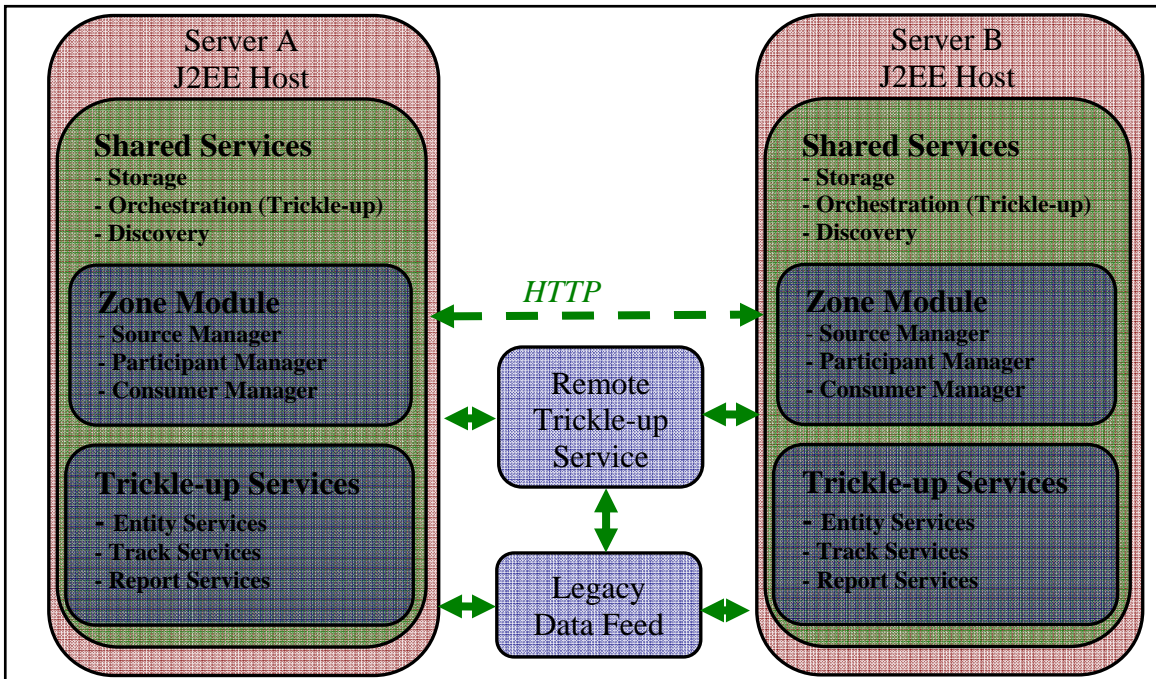 Server A
J2EE Host
Shared Services
- Storage
- Orchestration (Trickle-up)
- Discovery
Zone Module
- Source Manager
- Participant Manager
- Consumer Manager
Trickle-up Services
- Entity Services
- Track Services
- Report Services
HTTP
Remote
Trickle-up
Service
Legacy
Data Feed
Server B
J2EE Host
Shared Services
- Storage
- Orchestration (Trickle-up)
- Discovery
Zone Module
- Source Manager
- Participant Manager
- Consumer Manager
Trickle-up Services
- Entity Services
- Track Services
- Report Services